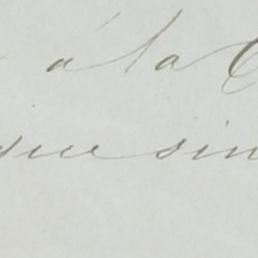 á la
que sin